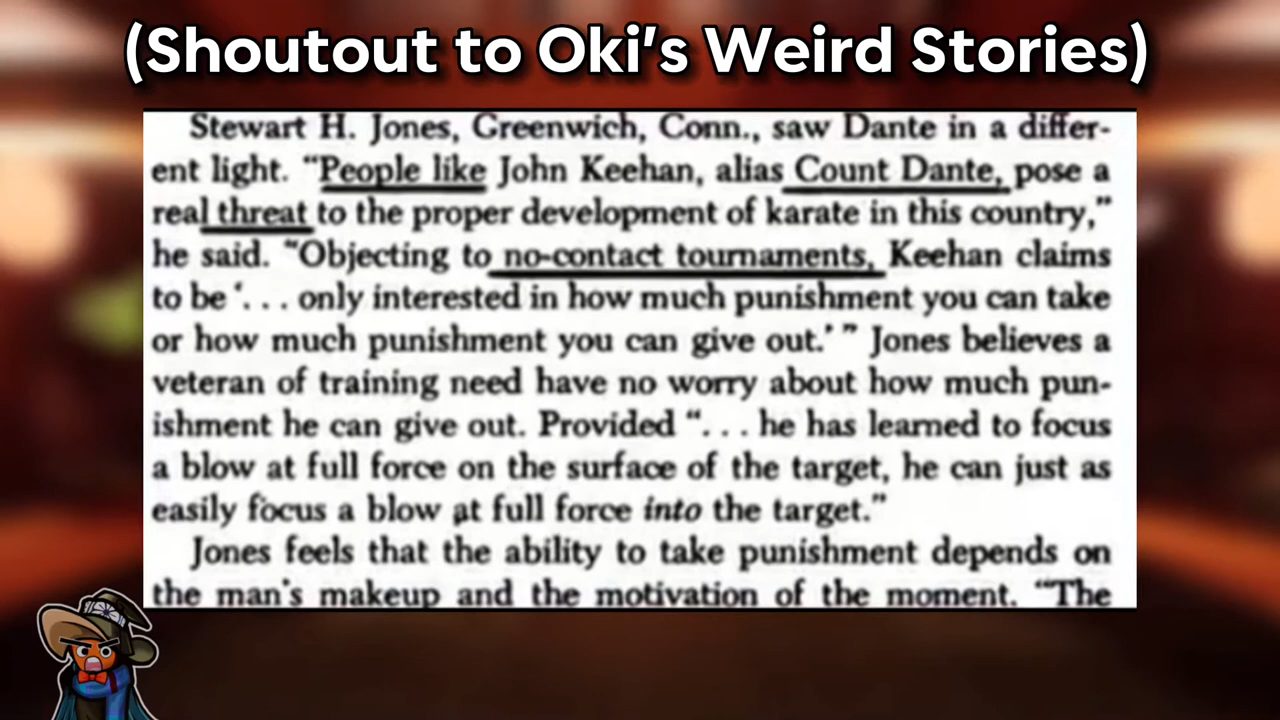 (Shoutout to Oki's Weird Stories)
Stewart H. Jones, Greenwich, Conn., saw Dante in a differ-
ent light. “People like John Keehan, alias Count Dante, pose a
real threat to the proper development of karate in this country,”
he said. “Objecting to no-contact tournaments, Keehan claims
to be ‘. . . only interested in how much punishment you can take
or how much punishment you can give out.’ ” Jones believes a
veteran of training need have no worry about how much pun-
ishment he can give out. Provided “. . . he has learned to focus
a blow at full force on the surface of the target, he can just as
easily focus a blow at full force into the target.”
Jones feels that the ability to take punishment depends on
the man's makeup and the motivation of the moment. “The